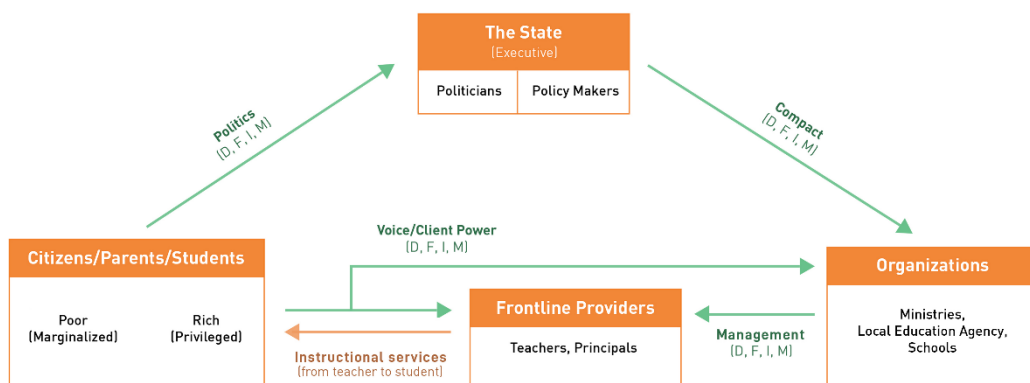 The State
(Executive)
Politicians
Policy Makers
Politics
(D, F, I, M)
Compact
(D, F, I, M)
Voice/Client Power
(D, F, I, M)
Citizens/Parents/Students
Poor
(Marginalized)
Rich
(Privileged)
Frontline Providers
Teachers, Principals
Instructional services
(from teacher to student)
Management
(D, F, I, M)
Organizations
Ministries,
Local Education Agency,
Schools